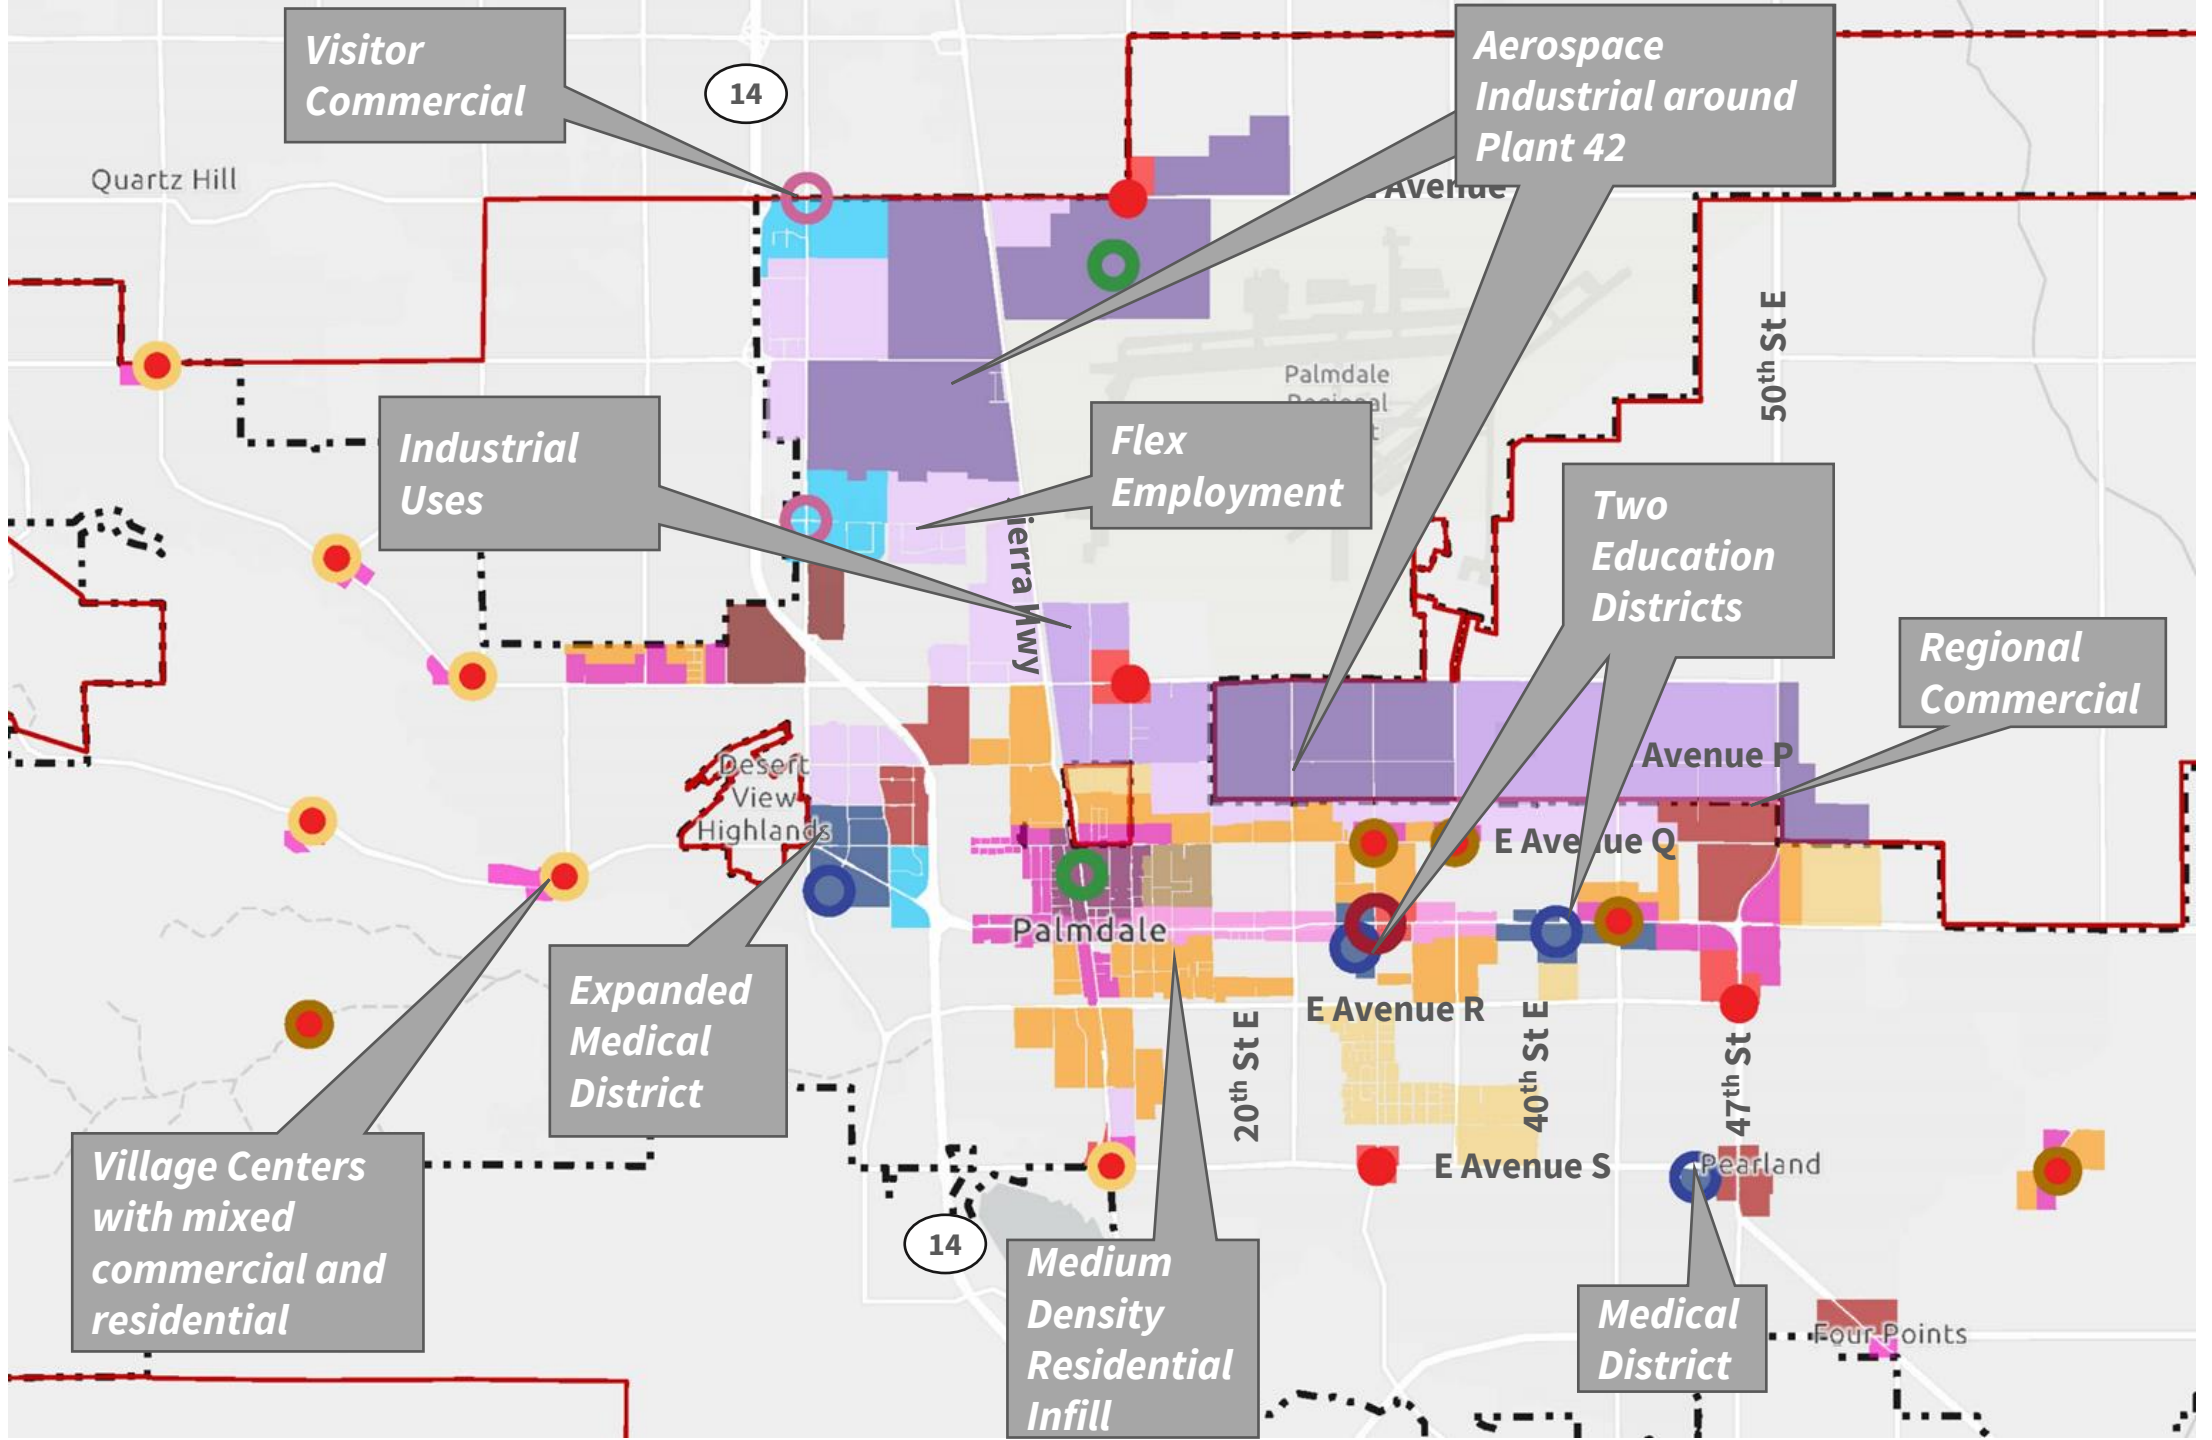 Visitor
Commercial
14
Aerospace
Industrial around
Plant 42
Quartz Hill
Avenue
50th St E
Palmdale
Industrial
Uses
Flex
Employment
Two
Education
Districts
Regional
Commercial
Hwy
Avenue P
Desert
View
Highlands
E Avenue Q
Palmdale
Expanded
Medical
District
E Avenue R
20th St E
40th St E
47th St
Village Centers
with mixed
commercial and
residential
E Avenue S
Pearland
14
Medium
Density
Residential
Infill
Medical
District
Four Points